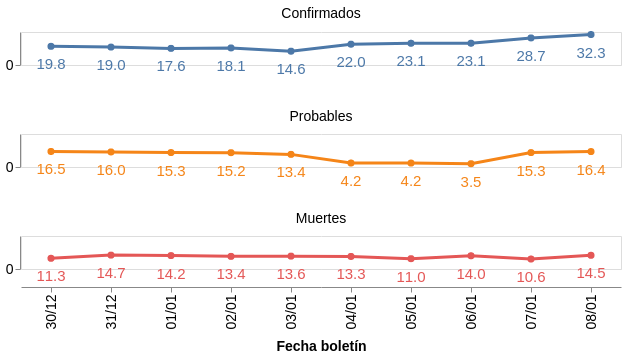 Confirmados
0
19.8 19.0 17.6 18.1 14.6 22.0 23.1 23.1 28.7 32.3
Probables
0
16.5 16.0 15.3 15.2 13.4 4.2 4.2 3.5 15.3 16.4
Muertes
0
11.3 14.7 14.2 13.4 13.6 13.3 11.0 14.0 10.6 14.5
30/12 31/12 01/01 02/01 03/01 04/01 05/01 06/01 07/01 08/01
Fecha boletín